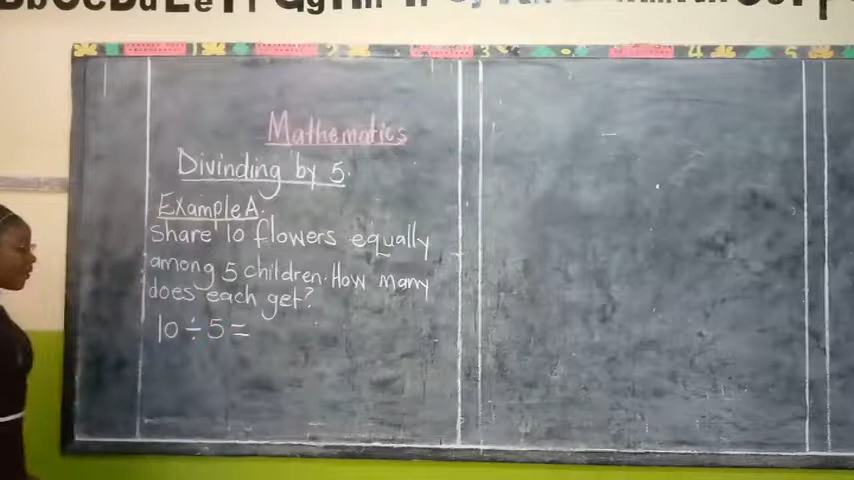 Mathematics
Divinding by 5.
Example A.
Share 10 flowers equally
among 5 children. How many
does each get?
10 ÷ 5 =